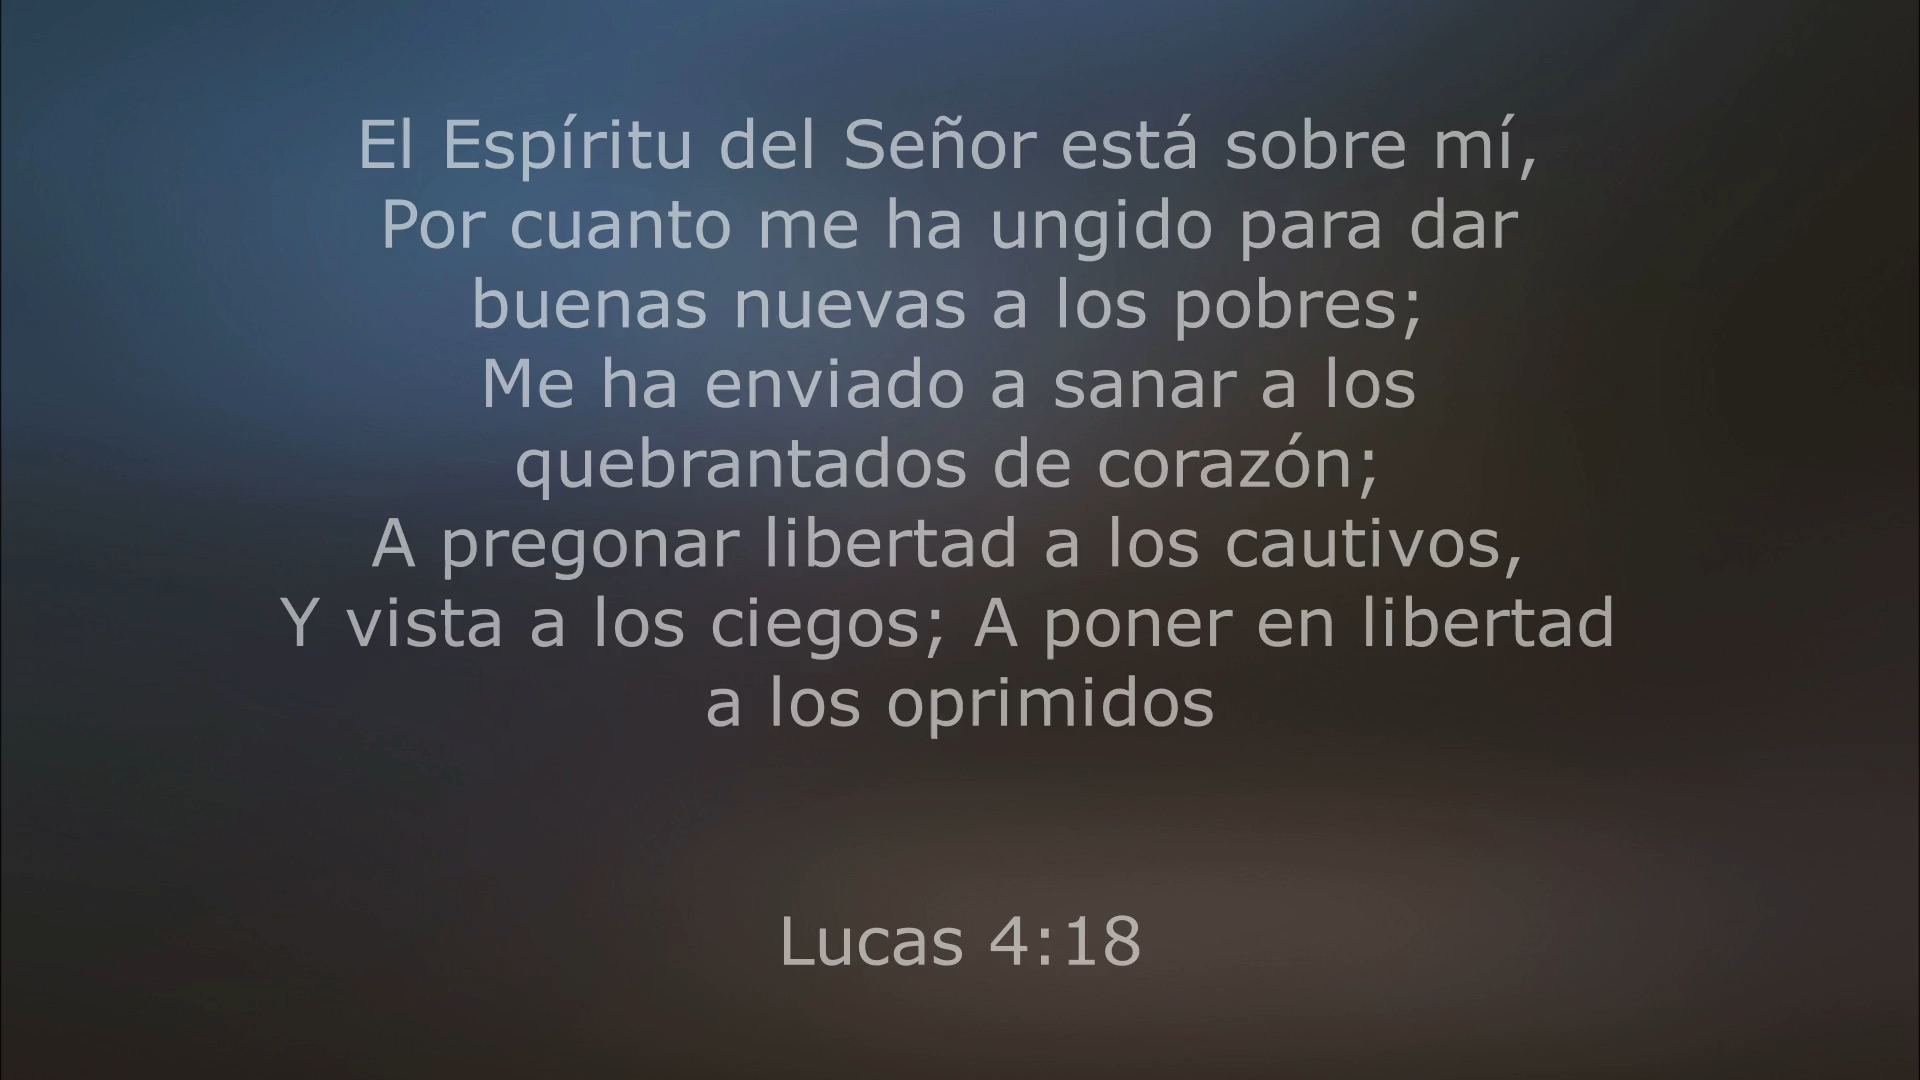 El Espíritu del Señor está sobre mí,
Por cuanto me ha ungido para dar
buenas nuevas a los pobres;
Me ha enviado a sanar a los
quebrantados de corazón;
A pregonar libertad a los cautivos,
Y vista a los ciegos; A poner en libertad
a los oprimidos
Lucas 4:18